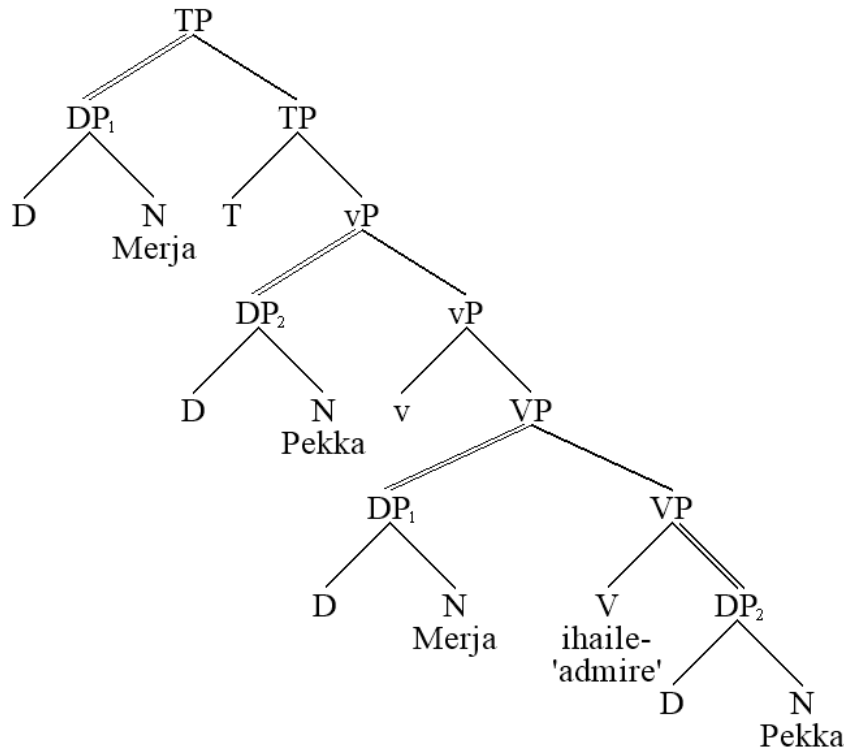 TP
DP₁ TP
D N T vP
Merja
DP₂ vP
D N v VP
Pekka
DP₁ VP
D N V DP₂
Merja ihaile-
'admire'
D N
Pekka